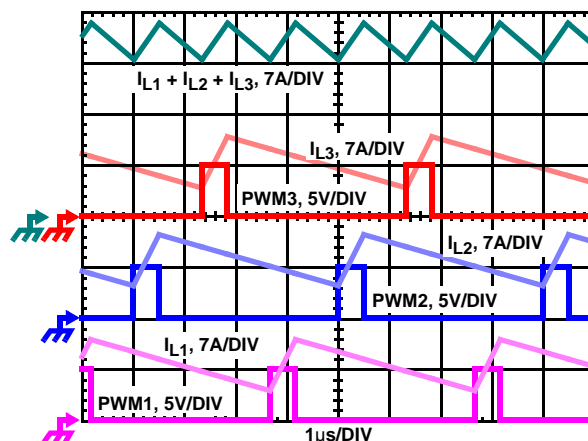 I_L1 + I_L2 + I_L3, 7A/DIV
I_L3, 7A/DIV
PWM3, 5V/DIV
I_L2, 7A/DIV
PWM2, 5V/DIV
I_L1, 7A/DIV
PWM1, 5V/DIV
1μs/DIV